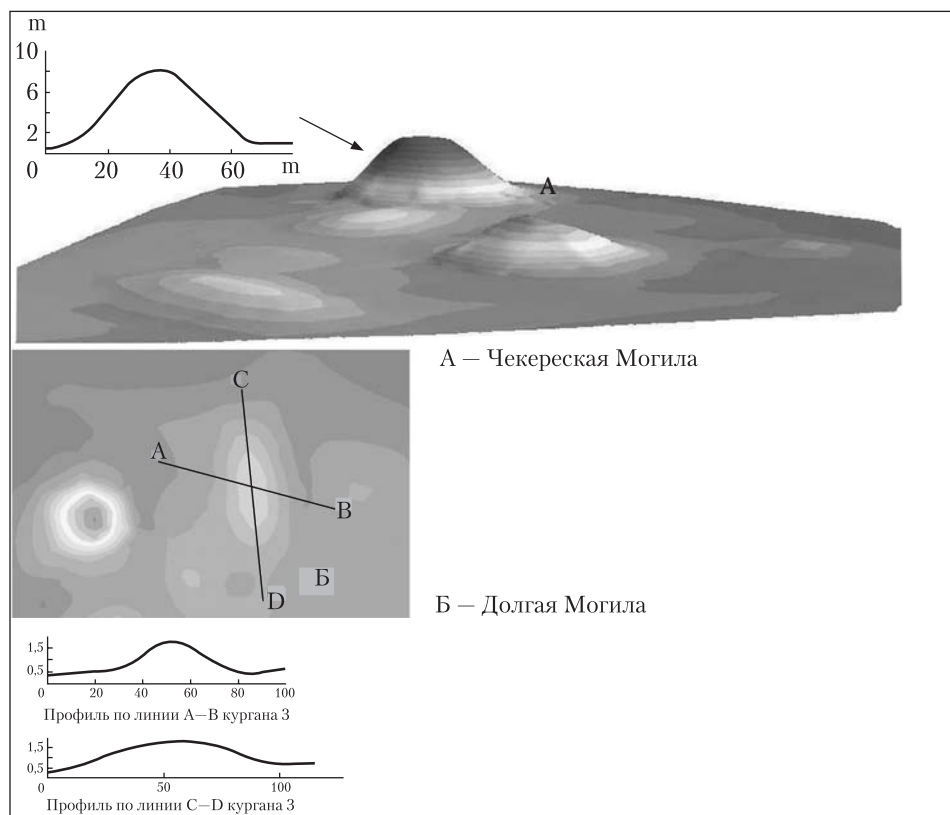 m
10
6
2
0
20
40
60
m
А
А — Чекереская Могила
C
A
B
Б
D
Б — Долгая Могила
1,5
0,5
0 20 40 60 80 100
Профиль по линии A—B кургана 3
1,5
0,5
0 50 100
Профиль по линии C—D кургана 3